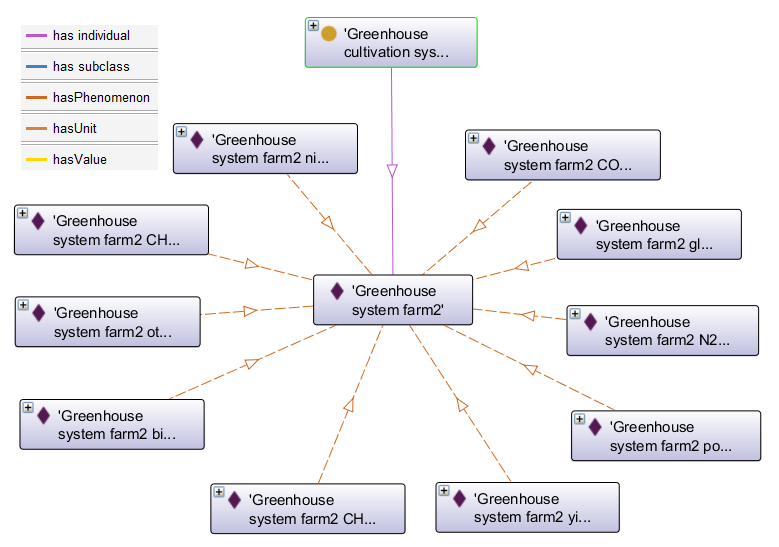 has individual
has subclass
hasPhenomenon
hasUnit
hasValue
'Greenhouse
cultivation sys...
'Greenhouse
system farm2 ni...
'Greenhouse
system farm2 CO...
'Greenhouse
system farm2 CH...
'Greenhouse
system farm2 gl...
'Greenhouse
system farm2'
'Greenhouse
system farm2 ot...
'Greenhouse
system farm2 N2...
'Greenhouse
system farm2 bi...
'Greenhouse
system farm2 po...
'Greenhouse
system farm2 CH...
'Greenhouse
system farm2 yi...